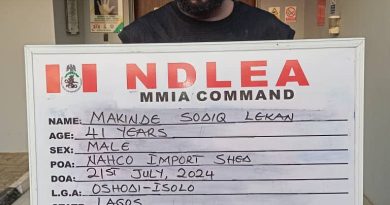 NDLEA
MMIA COMMAND
NAME: MAKINDE SODIQ LEKAN
AGE: 41 YEARS
SEX: MALE
POA: NAHCO IMPORT SHED
DOA: 21ST JULY, 2024
L.G.A: OSHODI-ISOLO
LAGOS